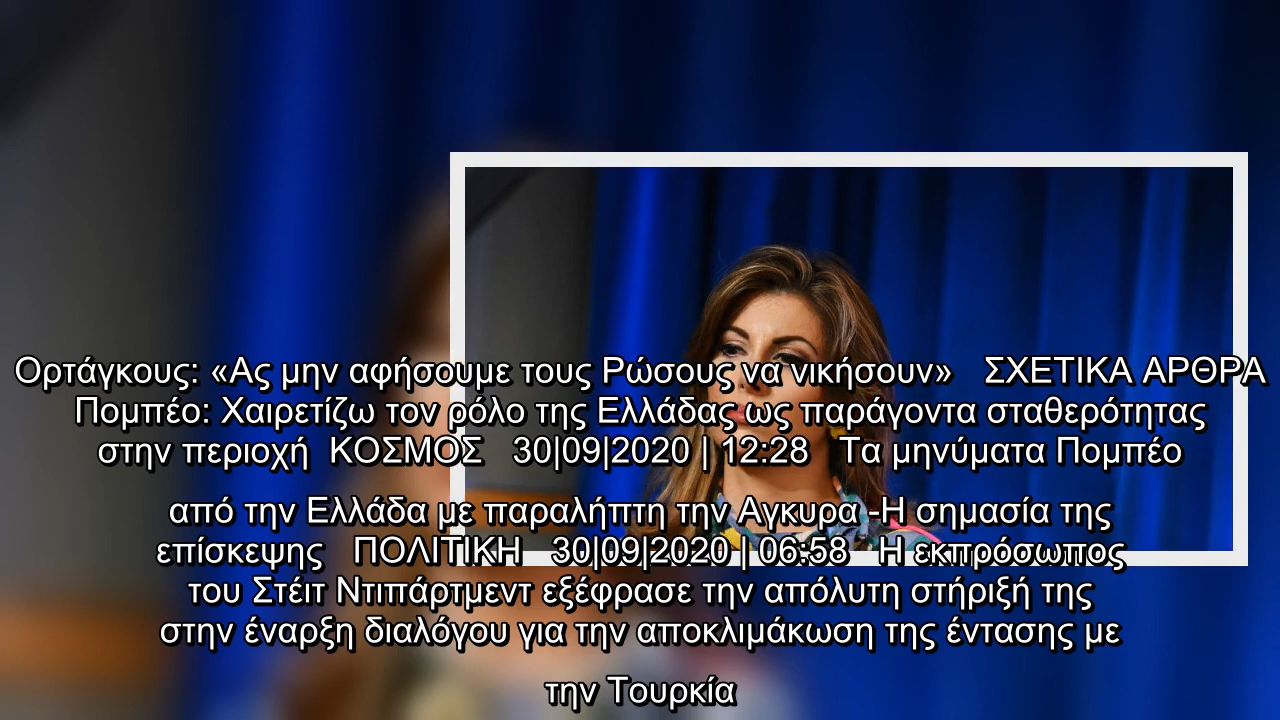 Ορτάγκους: «Ας μην αφήσουμε τους Ρώσους να νικήσουν» ΣΧΕΤΙΚΑ ΑΡΘΡΑ
Πομπέο: Χαιρετίζω τον ρόλο της Ελλάδας ως παράγοντα σταθερότητας
στην περιοχή ΚΟΣΜΟΣ 30|09|2020 | 12:28 Τα μηνύματα Πομπέο
από την Ελλάδα με παραλήπτη την Αγκυρα -Η σημασία της
επίσκεψης ΠΟΛΙΤΙΚΗ 30|09|2020 | 06:58 Η εκπρόσωπος
του Στέιτ Ντιπάρτμεντ εξέφρασε την απόλυτη στήριξή της
στην έναρξη διαλόγου για την αποκλιμάκωση της έντασης με
την Τουρκία